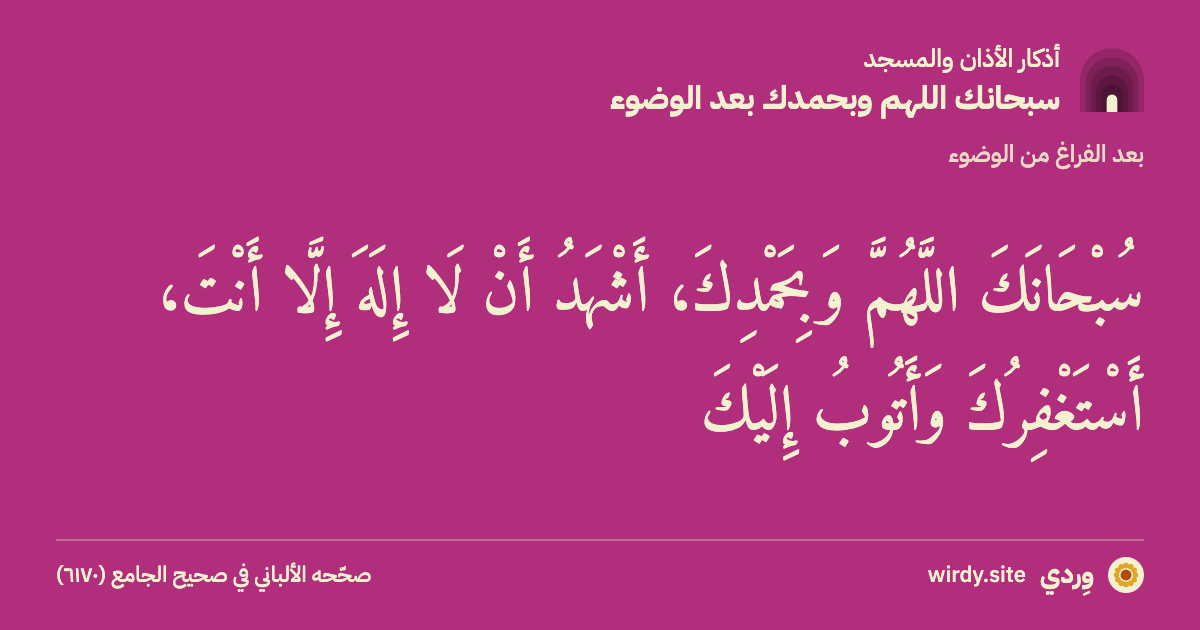 أذكار الأذان والمسجد
سبحانك اللهم وبحمدك بعد الوضوء
بعد الفراغ من الوضوء
سُبْحَانَكَ اللَّهُمَّ وَبِحَمْدِكَ، أَشْهَدُ أَنْ لَا إِلَهَ إِلَّا أَنْتَ،
أَسْتَغْفِرُكَ وَأَتُوبُ إِلَيْكَ
وِردي wirdy.site
صحّحه الألباني في صحيح الجامع (٦١٧٠)